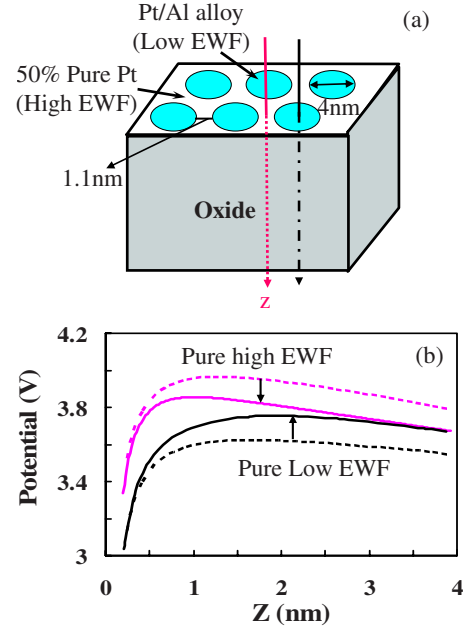 Pt/Al alloy
(Low EWF)
(a)
50% Pure Pt
(High EWF)
4nm
1.1nm
Oxide
z
4.2
(b)
Pure high EWF
3.8
3.4
Pure Low EWF
3
Potential (V)
0 1 2 3 4
Z (nm)